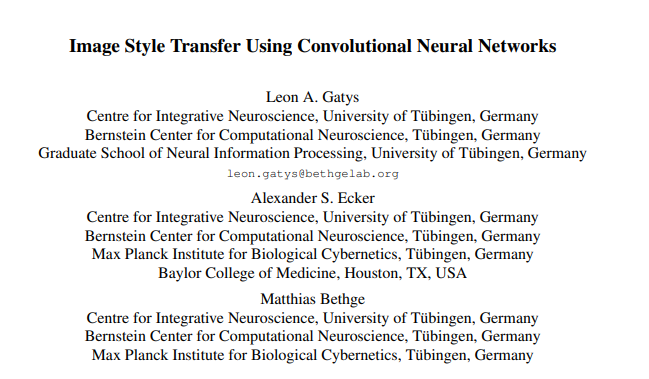 Image Style Transfer Using Convolutional Neural Networks
Leon A. Gatys
Centre for Integrative Neuroscience, University of Tübingen, Germany
Bernstein Center for Computational Neuroscience, Tübingen, Germany
Graduate School of Neural Information Processing, University of Tübingen, Germany
leon.gatys@bethgelab.org
Alexander S. Ecker
Centre for Integrative Neuroscience, University of Tübingen, Germany
Bernstein Center for Computational Neuroscience, Tübingen, Germany
Max Planck Institute for Biological Cybernetics, Tübingen, Germany
Baylor College of Medicine, Houston, TX, USA
Matthias Bethge
Centre for Integrative Neuroscience, University of Tübingen, Germany
Bernstein Center for Computational Neuroscience, Tübingen, Germany
Max Planck Institute for Biological Cybernetics, Tübingen, Germany